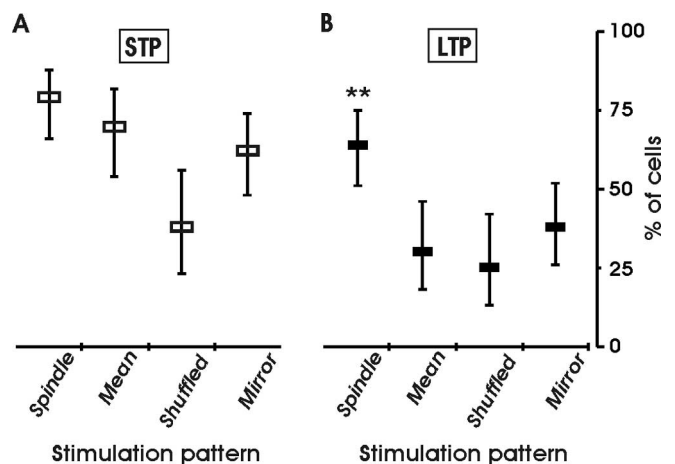 A
STP
B
LTP
**
100
75
50
25
0
% of cells
Spindle
Mean
Shuffled
Mirror
Spindle
Mean
Shuffled
Mirror
Stimulation pattern
Stimulation pattern